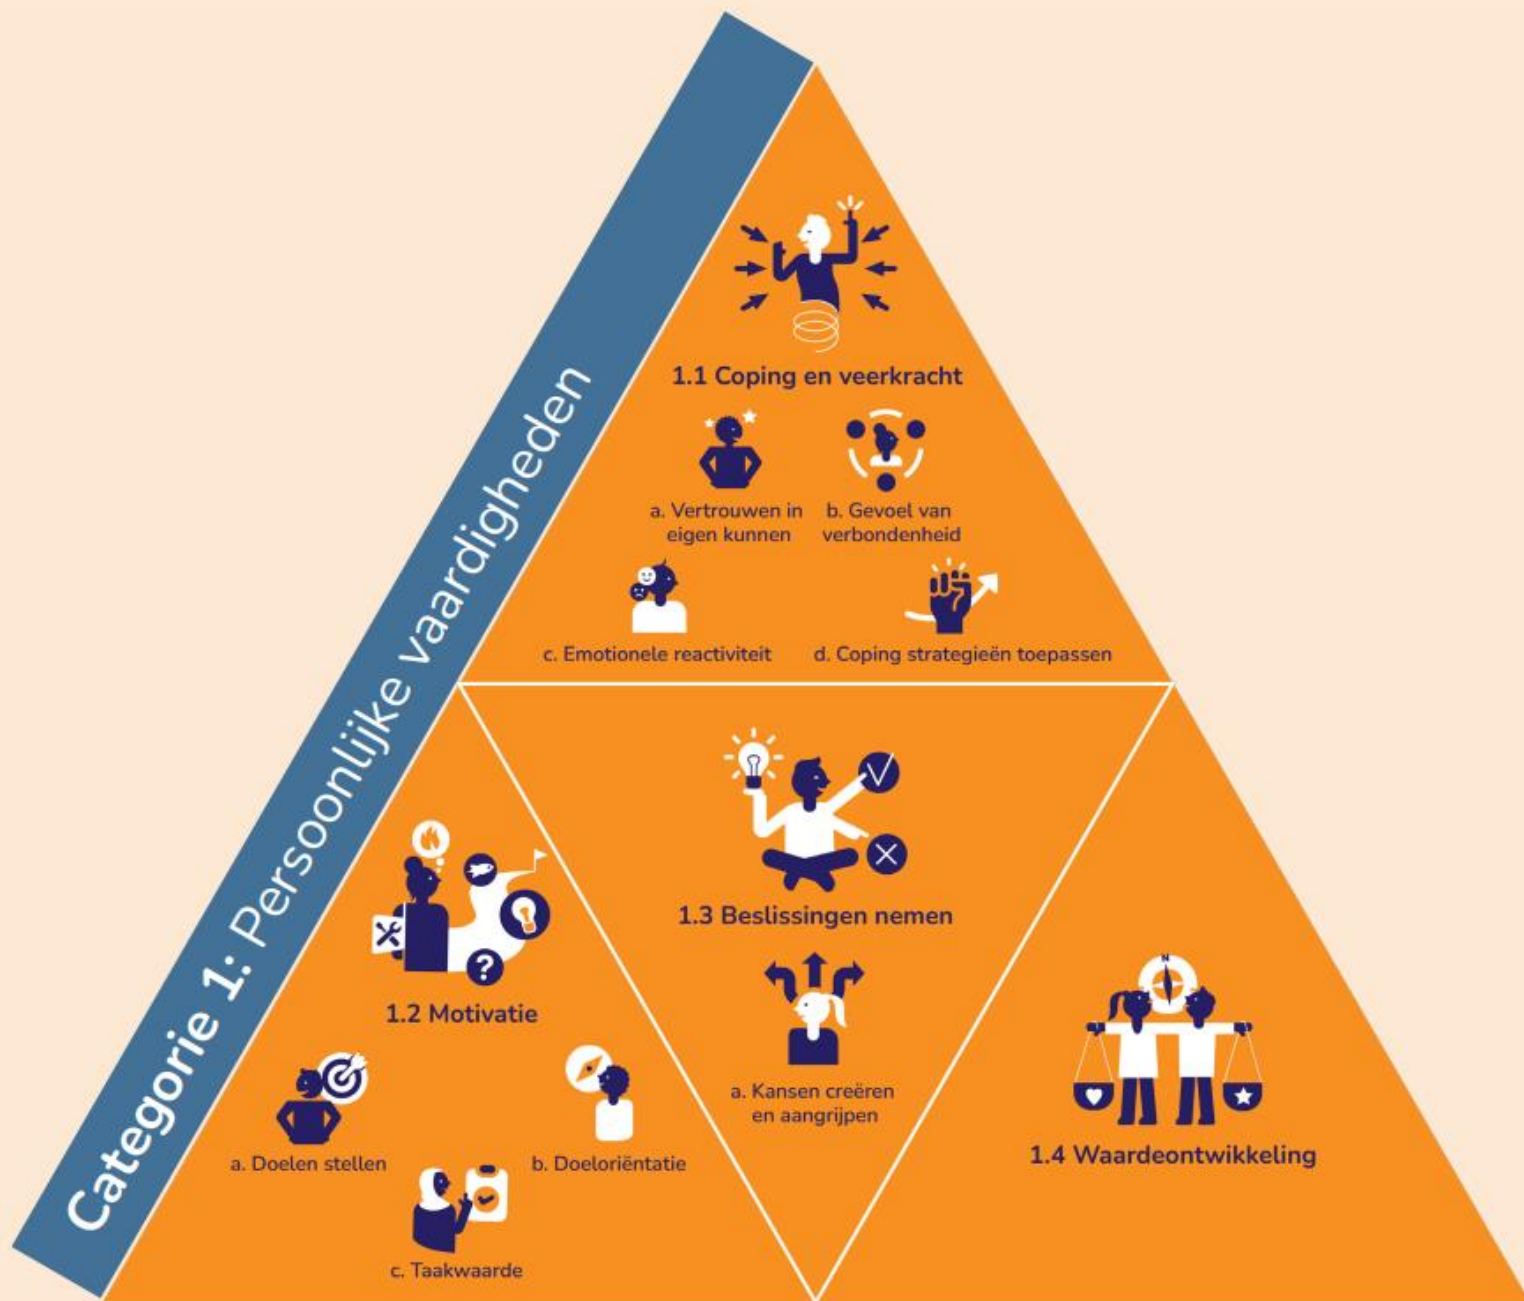 Categorie 1: Persoonlijke vaardigheden
1.1 Coping en veerkracht
a. Vertrouwen in
eigen kunnen
b. Gevoel van
verbondenheid
c. Emotionele reactiviteit
d. Coping strategieën toepassen
1.2 Motivatie
a. Doelen stellen
b. Doeloriëntatie
c. Taakwaarde
?
1.3 Beslissingen nemen
a. Kansen creëren
en aangrijpen
N
1.4 Waardeontwikkeling